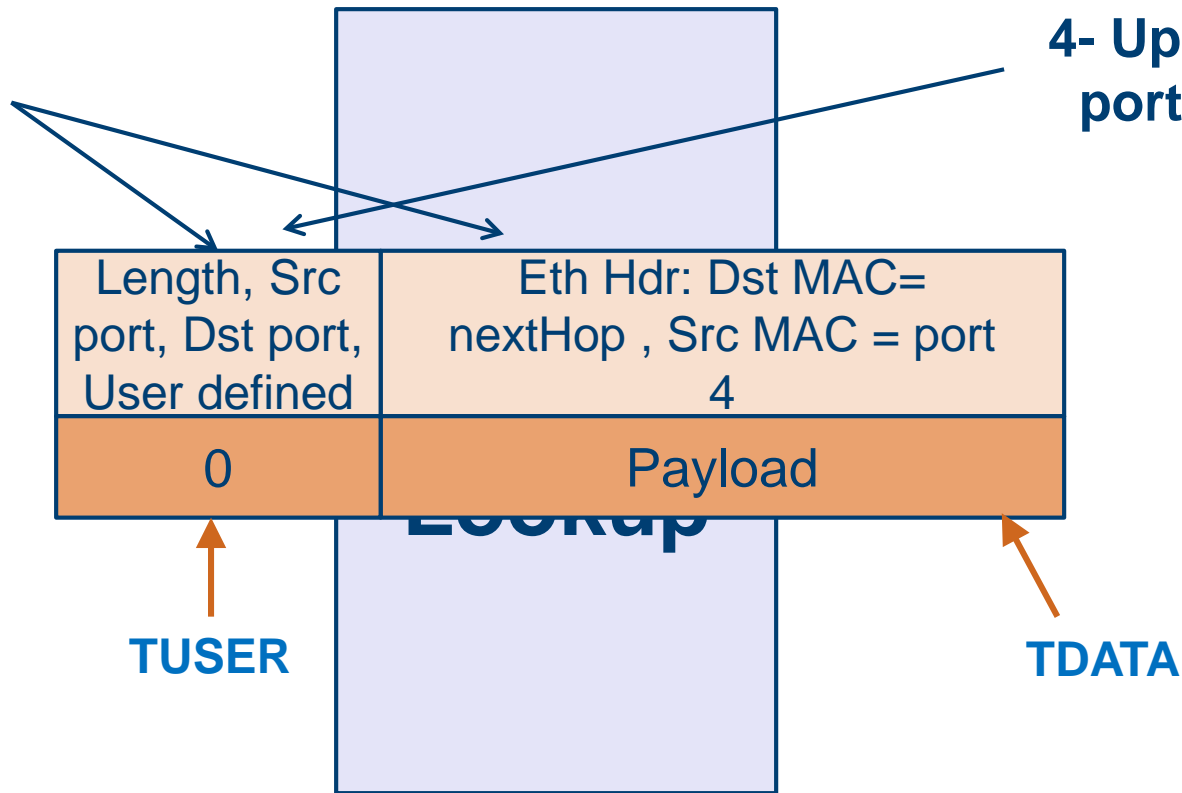 4- Up
port
Length, Src
port, Dst port,
User defined
Eth Hdr: Dst MAC=
nextHop , Src MAC = port
4
0
Payload
Lookup
TUSER
TDATA